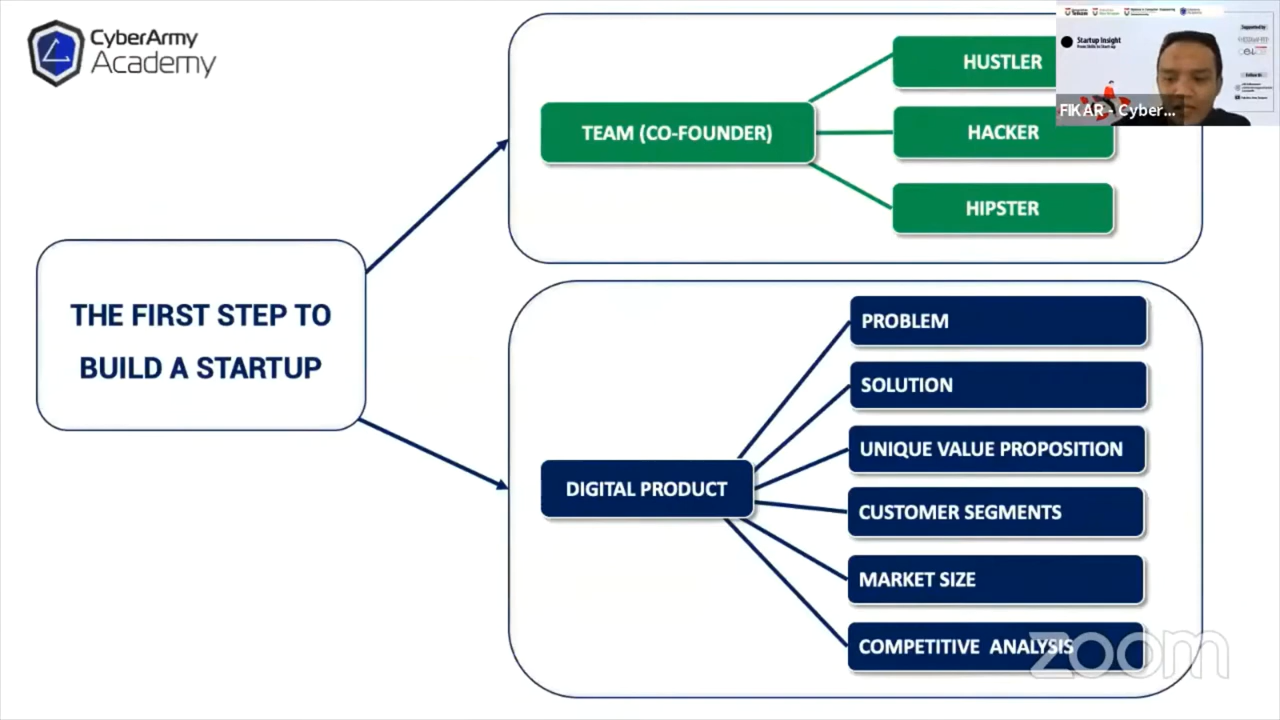 CyberArmy
Academy
THE FIRST STEP TO
BUILD A STARTUP
TEAM (CO-FOUNDER)
HUSTLER
HACKER
HIPSTER
DIGITAL PRODUCT
PROBLEM
SOLUTION
UNIQUE VALUE PROPOSITION
CUSTOMER SEGMENTS
MARKET SIZE
COMPETITIVE ANALYSIS
Startup Insight
FIKAR - Cyber...
zoom